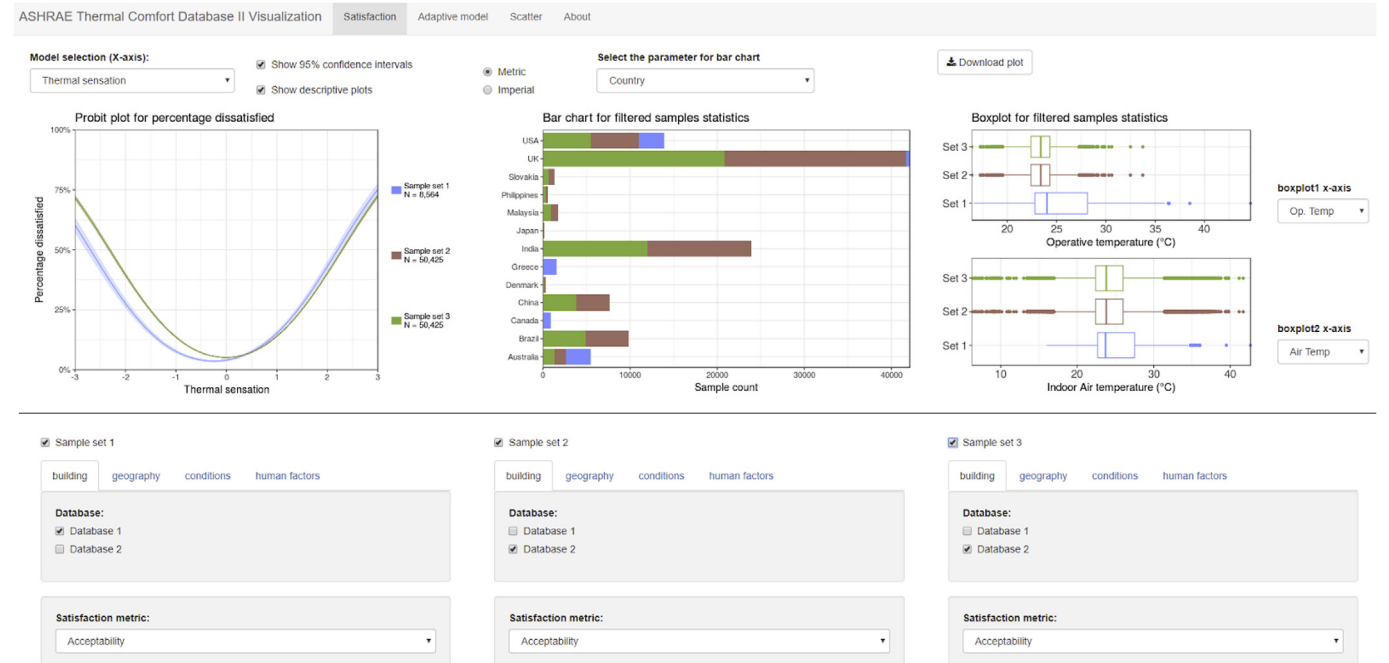 ASHRAE Thermal Comfort Database II Visualization Satisfaction Adaptive model Scatter About
Model selection (X-axis):
Thermal sensation
Show 95% confidence intervals
Show descriptive plots
Metric
Imperial
Select the parameter for bar chart
Country
Download plot
Probit plot for percentage dissatisfied
Percentage dissatisfied
100%
75%
50%
25%
0%
-3 -2 -1 0 1 2 3
Thermal sensation
Sample set 1
N = 8,564
Sample set 2
N = 50,425
Sample set 3
N = 50,425
Bar chart for filtered samples statistics
USA
UK
Slovakia
Philippines
Malaysia
Japan
India
Greece
Denmark
China
Canada
Brazil
Australia
0 10000 20000 30000 40000
Sample count
Boxplot for filtered samples statistics
Set 3
Set 2
Set 1
20 25 30 35 40
Operative temperature (°C)
boxplot1 x-axis
Op. Temp
Set 3
Set 2
Set 1
10 20 30 40
Indoor Air temperature (°C)
boxplot2 x-axis
Air Temp
Sample set 1
building geography conditions human factors
Database:
Database 1
Database 2
Satisfaction metric:
Acceptability
Sample set 2
building geography conditions human factors
Database:
Database 1
Database 2
Satisfaction metric:
Acceptability
Sample set 3
building geography conditions human factors
Database:
Database 1
Database 2
Satisfaction metric:
Acceptability